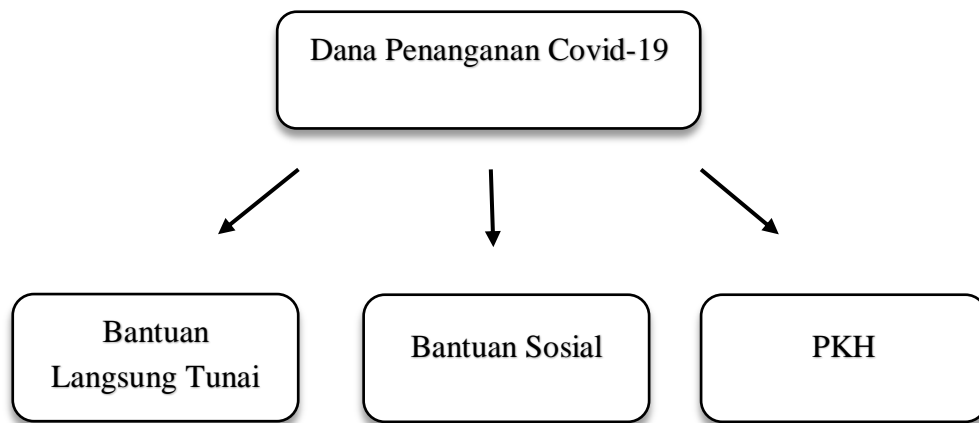 Dana Penanganan Covid-19
Bantuan
Langsung Tunai
Bantuan Sosial
PKH